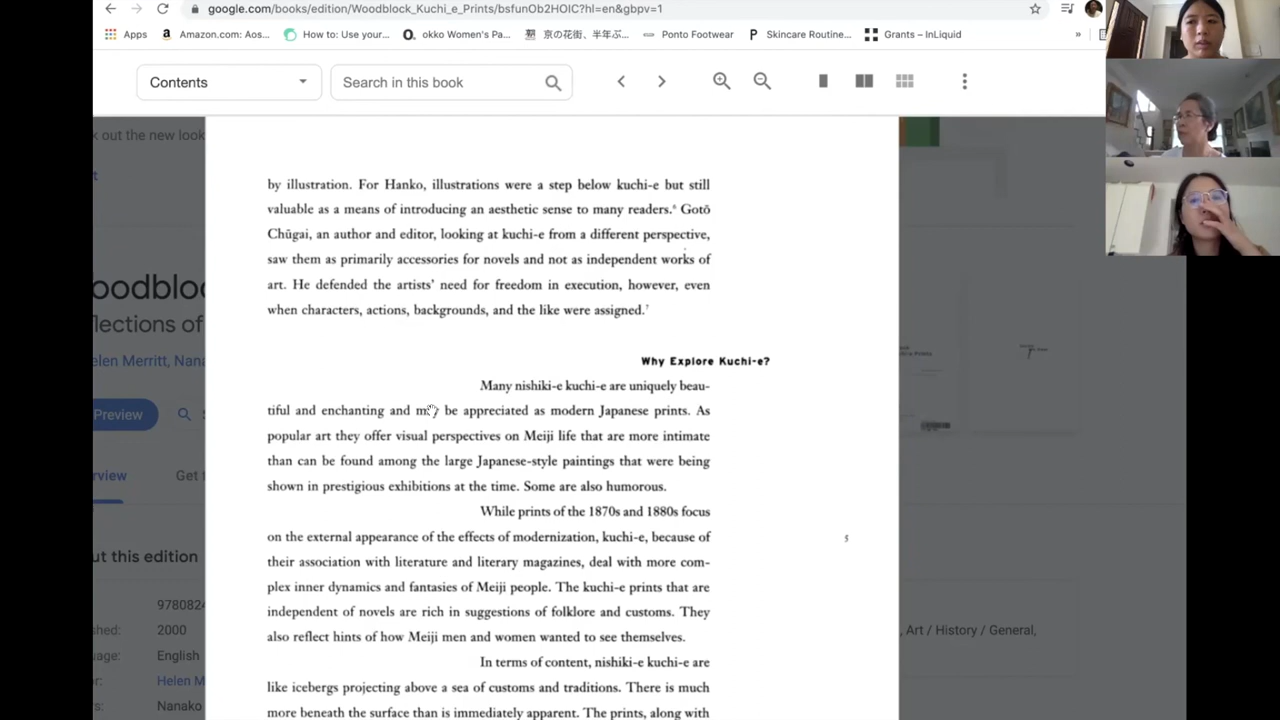 google.com/books/edition/Woodblock_Kuchi_e_Prints/bsfunOb2HOIC?hl=en&gbpv=1
Apps
Amazon.com: Aos...
How to: Use your...
okko Women's Pa...
京の花街、半年ぶ...
Ponto Footwear
Skincare Routine...
Grants – InLiquid
»
Contents
Search in this book
k out the new look
by illustration. For Hanko, illustrations were a step below kuchi-e but still
valuable as a means of introducing an aesthetic sense to many readers.⁶ Gotō
Chūgai, an author and editor, looking at kuchi-e from a different perspective,
saw them as primarily accessories for novels and not as independent works of
art. He defended the artists' need for freedom in execution, however, even
when characters, actions, backgrounds, and the like were assigned.⁷
oodbloc
flections of
elen Merritt, Nana
Preview
rview
Get t
ut this edition
978082
shed:
2000
uage:
English
r:
Helen M
rs:
Nanako
Why Explore Kuchi-e?
Many nishiki-e kuchi-e are uniquely beau-
tiful and enchanting and may be appreciated as modern Japanese prints. As
popular art they offer visual perspectives on Meiji life that are more intimate
than can be found among the large Japanese-style paintings that were being
shown in prestigious exhibitions at the time. Some are also humorous.
While prints of the 1870s and 1880s focus
on the external appearance of the effects of modernization, kuchi-e, because of
their association with literature and literary magazines, deal with more com-
plex inner dynamics and fantasies of Meiji people. The kuchi-e prints that are
independent of novels are rich in suggestions of folklore and customs. They
also reflect hints of how Meiji men and women wanted to see themselves.
In terms of content, nishiki-e kuchi-e are
like icebergs projecting above a sea of customs and traditions. There is much
more beneath the surface than is immediately apparent. The prints, along with
5
, Art / History / General,